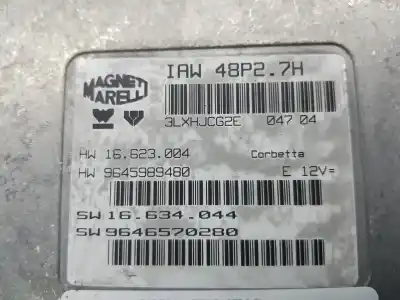 IAW 48P2.7H
MAGNETI
MARELLI
3LXHJCG2E 047 04
HW 16.623.004 Corbetta
HW 9645989480 E 12V=
SW 16.634.044
SW 9646570280